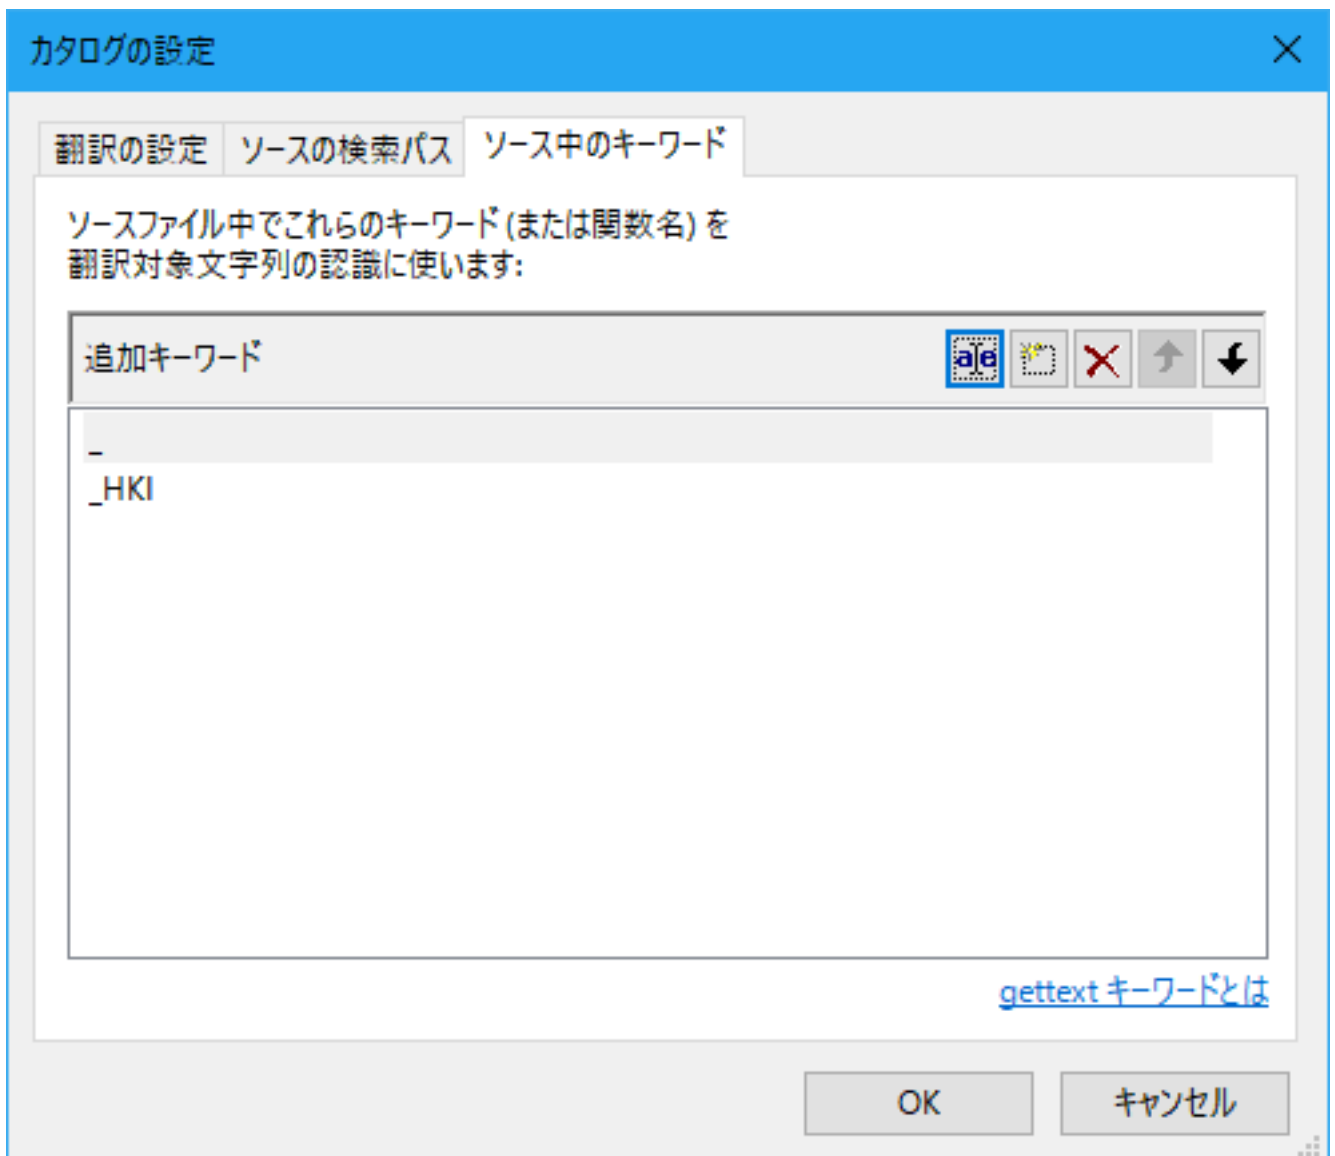 カタログの設定
翻訳の設定 ソースの検索パス ソース中のキーワード
ソースファイル中でこれらのキーワード (または関数名) を
翻訳対象文字列の認識に使います:
追加キーワード
_
_HKI
gettext キーワードとは
OK キャンセル